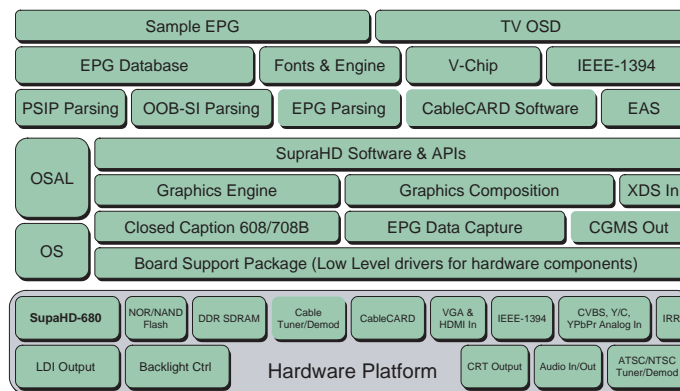 Sample EPG TV OSD
EPG Database Fonts & Engine V-Chip IEEE-1394
PSIP Parsing OOB-SI Parsing EPG Parsing CableCARD Software EAS
OSAL
SupraHD Software & APIs
Graphics Engine Graphics Composition XDS In
OS
Closed Caption 608/708B EPG Data Capture CGMS Out
Board Support Package (Low Level drivers for hardware components)
SupaHD-680
NOR/NAND
Flash
DDR SDRAM
Cable
Tuner/Demod
CableCARD
VGA &
HDMI In
IEEE-1394
CVBS, Y/C,
YPbPr Analog In
IRR
LDI Output
Backlight Ctrl
Hardware Platform
CRT Output
Audio In/Out
ATSC/NTSC
Tuner/Demod